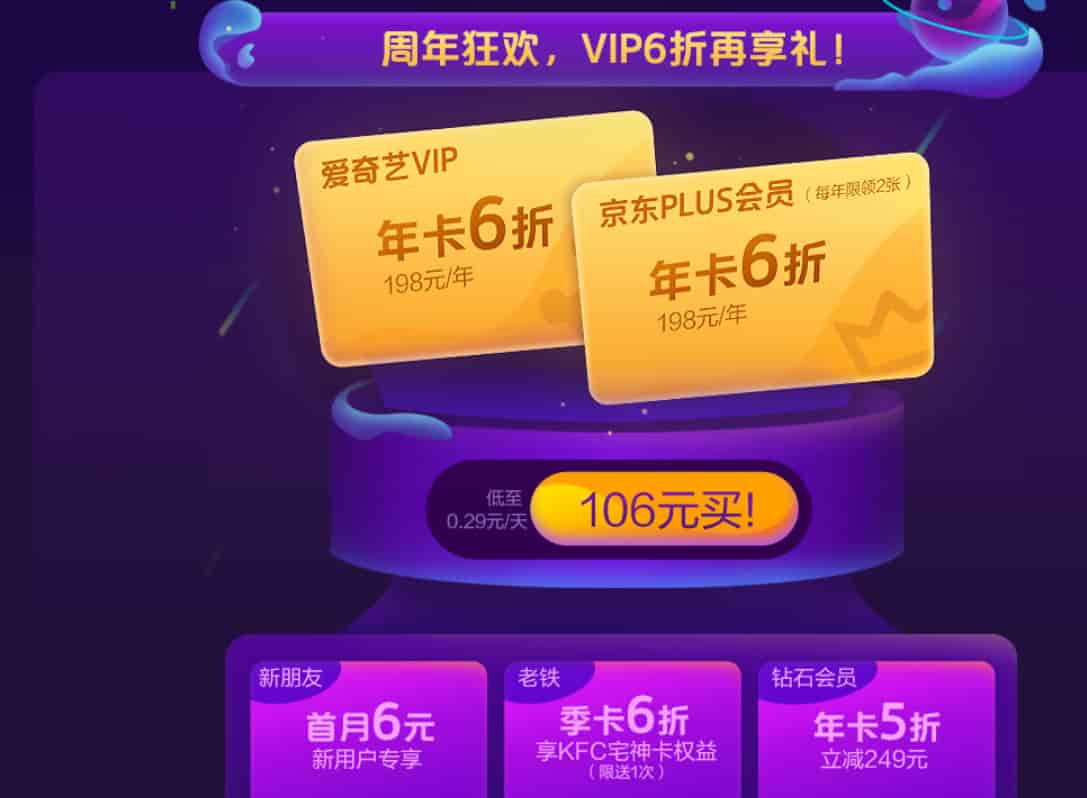 周年狂欢，VIP6折再享礼！
爱奇艺VIP
年卡6折
198元/年
京东PLUS会员（每年限领2张）
年卡6折
198元/年
低至
0.29元/天
106元买!
新朋友
首月6元
新用户专享
老铁
季卡6折
享KFC宅神卡权益
（限送1次）
钻石会员
年卡5折
立减249元